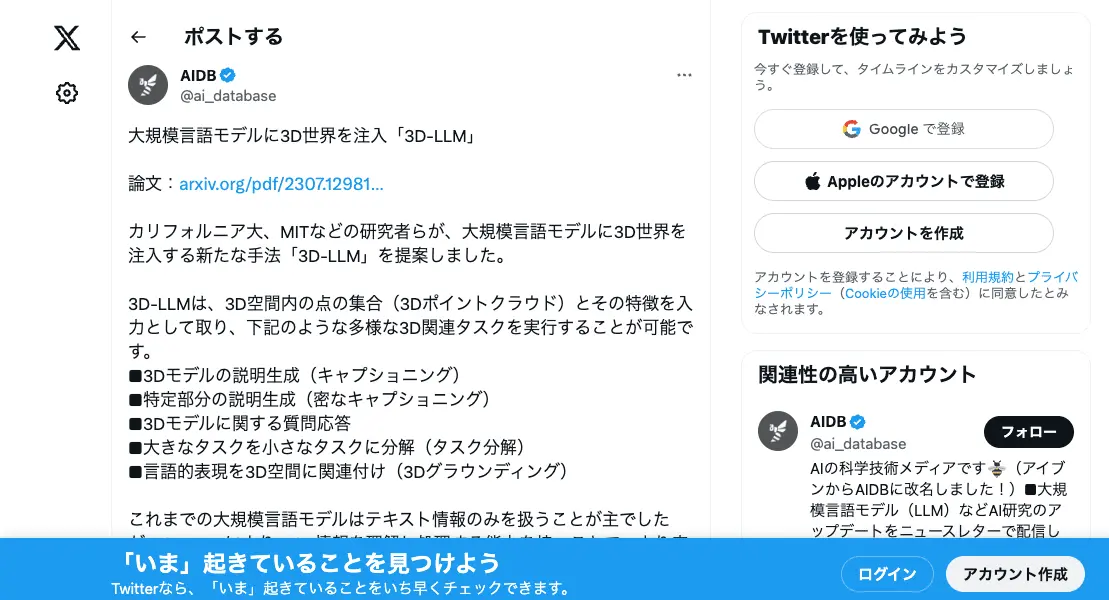 ポストする
AIDB
@ai_database
大規模言語モデルに3D世界を注入「3D-LLM」
論文：arxiv.org/pdf/2307.12981…
カリフォルニア大、MITなどの研究者らが、大規模言語モデルに3D世界を
注入する新たな手法「3D-LLM」を提案しました。
3D-LLMは、3D空間内の点の集合（3Dポイントクラウド）とその特徴を入
力として取り、下記のような多様な3D関連タスクを実行することが可能で
す。
■3Dモデルの説明生成（キャプショニング）
■特定部分の説明生成（密なキャプショニング）
■3Dモデルに関する質問応答
■大きなタスクを小さなタスクに分解（タスク分解）
■言語的表現を3D空間に関連付け（3Dグラウンディング）
これまでの大規模言語モデルはテキスト情報のみを扱うことが主でした
Twitterを使ってみよう
今すぐ登録して、タイムラインをカスタマイズしましょ
う。
Google で登録
Appleのアカウントで登録
アカウントを作成
アカウントを登録することにより、利用規約とプライバ
シーポリシー（Cookieの使用を含む）に同意したとみ
なされます。
関連性の高いアカウント
AIDB
@ai_database
フォロー
AIの科学技術メディアです🐝（アイブ
ンからAIDBに改名しました！）■大規
模言語モデル（LLM）などAI研究のア
ップデートをニュースレターで配信し
「いま」起きていることを見つけよう
Twitterなら、「いま」起きていることをいち早くチェックできます。
ログイン
アカウント作成